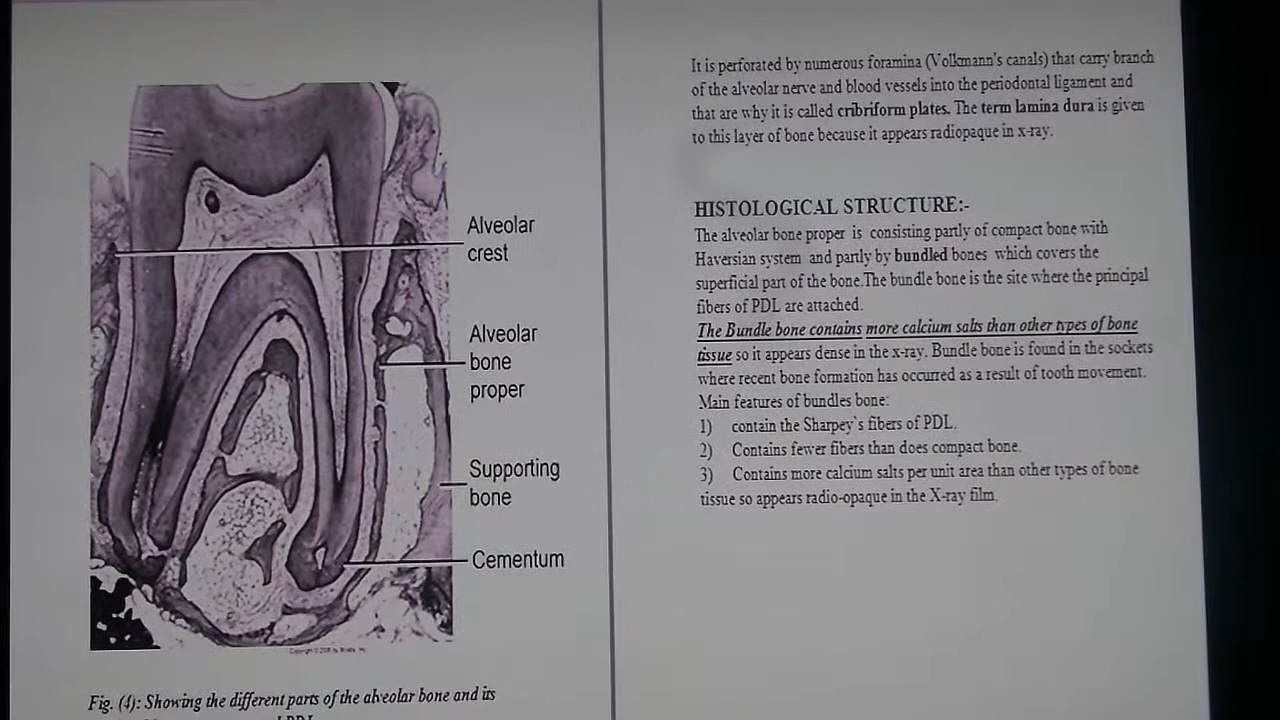 Alveolar
crest
Alveolar
bone
proper
Supporting
bone
Cementum
Fig. (4): Showing the different parts of the alveolar bone and its
It is perforated by numerous foramina (Volkmann's canals) that carry branch
of the alveolar nerve and blood vessels into the periodontal ligament and
that are why it is called cribriform plates. The term lamina dura is given
to this layer of bone because it appears radiopaque in x-ray.
HISTOLOGICAL STRUCTURE:-
The alveolar bone proper is consisting partly of compact bone with
Haversian system and partly by bundled bones which covers the
superficial part of the bone.The bundle bone is the site where the principal
fibers of PDL are attached.
The Bundle bone contains more calcium salts than other types of bone
tissue so it appears dense in the x-ray. Bundle bone is found in the sockets
where recent bone formation has occurred as a result of tooth movement.
Main features of bundles bone:
1) contain the Sharpey's fibers of PDL.
2) Contains fewer fibers than does compact bone.
3) Contains more calcium salts per unit area than other types of bone
tissue so appears radio-opaque in the X-ray film.